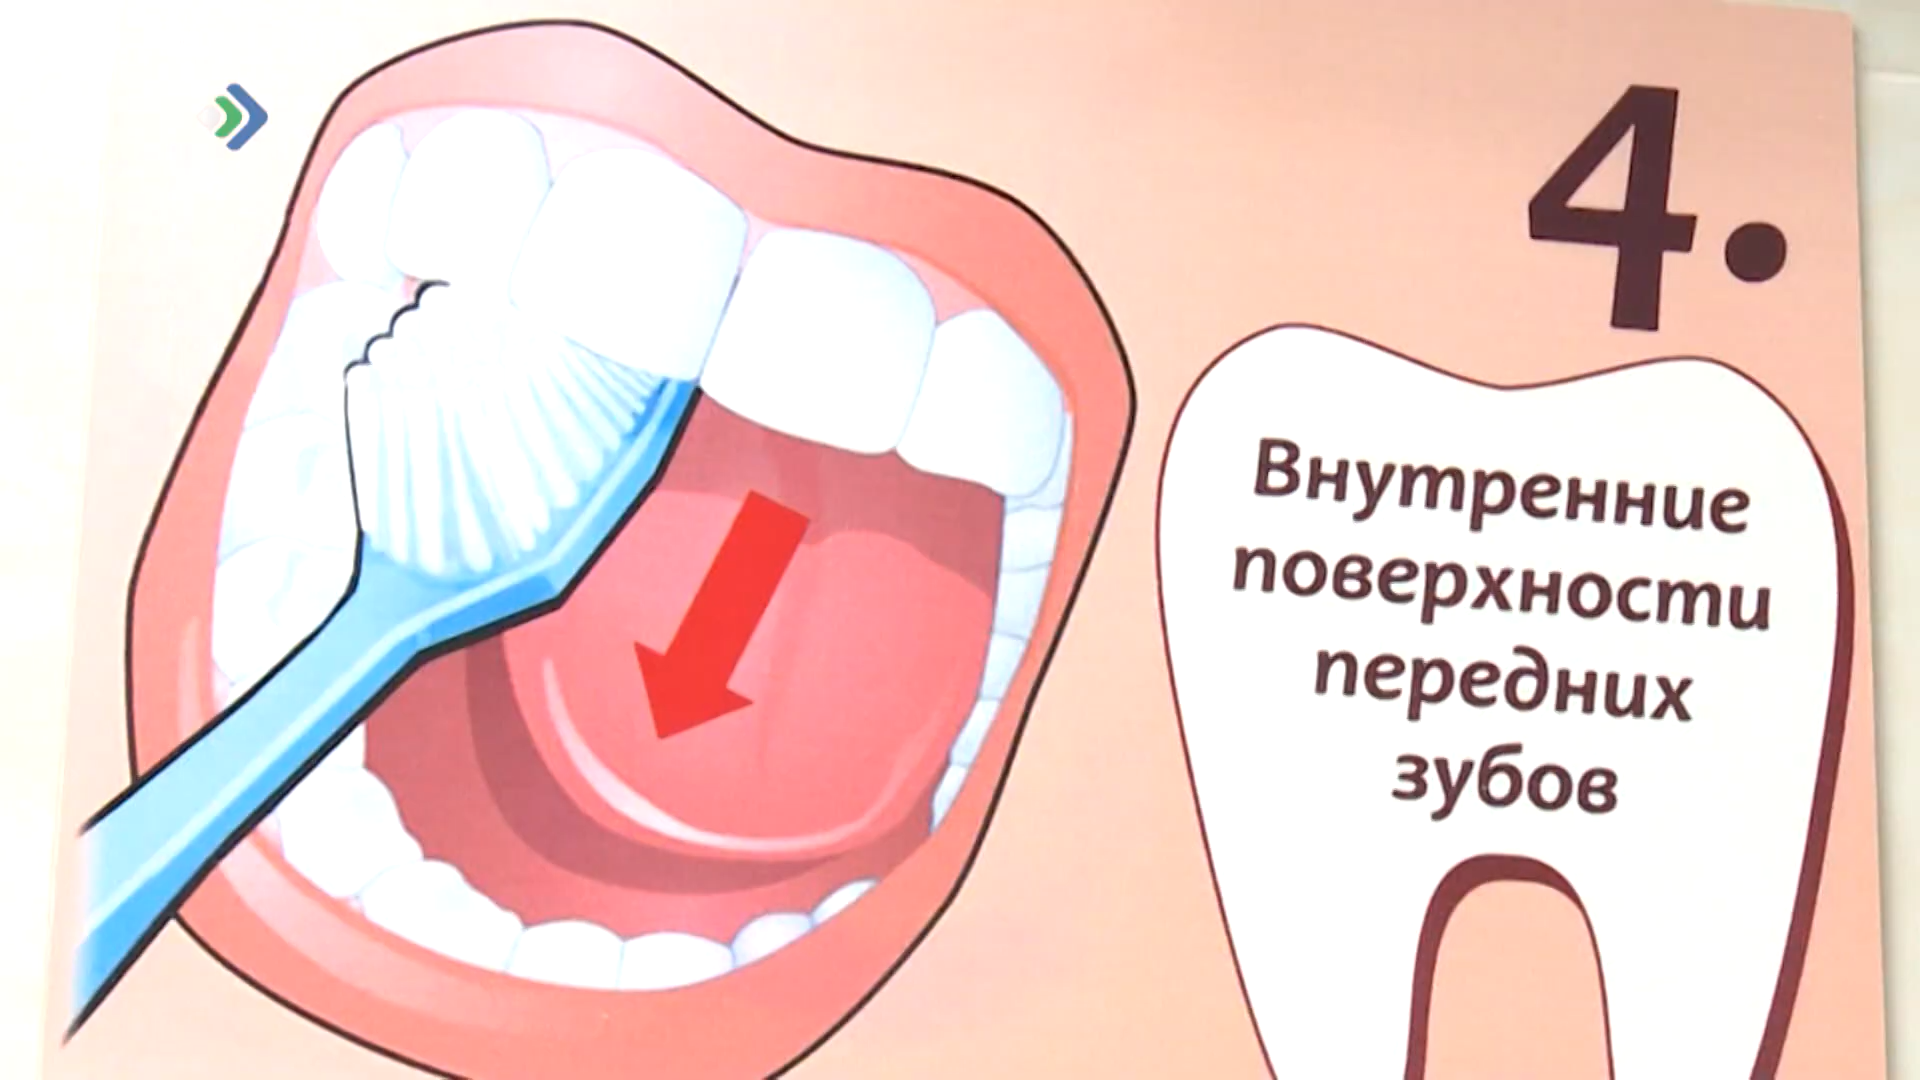 4.
Внутренние
поверхности
передних
зубов